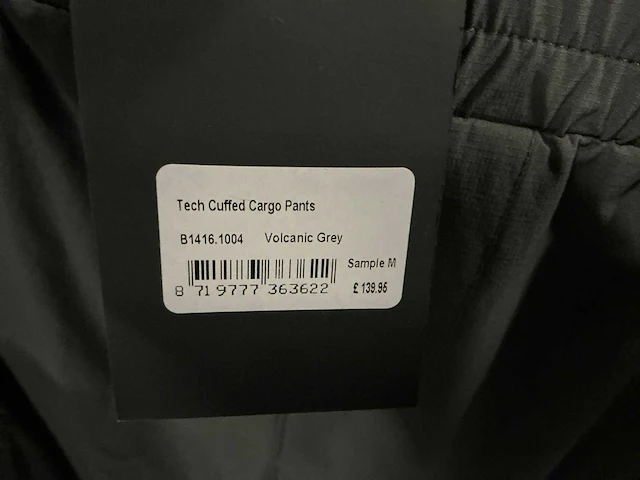 Tech Cuffed Cargo Pants
B1416.1004 Volcanic Grey
Sample M
8 719777 363622 £ 139.95